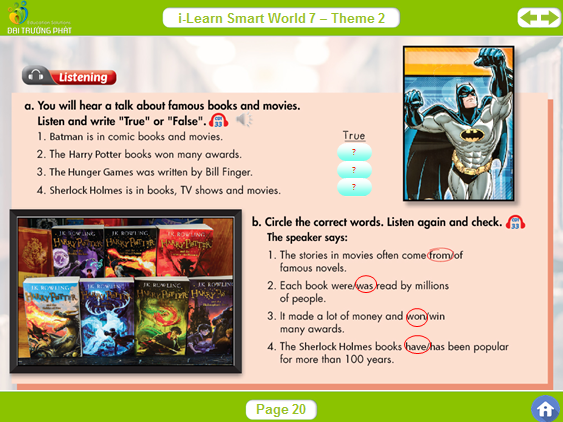 Educational Solutions
ĐẠI TRƯỜNG PHÁT
i-Learn Smart World 7 – Theme 2
Listening
a. You will hear a talk about famous books and movies.
Listen and write "True" or "False". CD1 33
1. Batman is in comic books and movies.
True
2. The Harry Potter books won many awards.
?
3. The Hunger Games was written by Bill Finger.
?
4. Sherlock Holmes is in books, TV shows and movies.
?
b. Circle the correct words. Listen again and check. CD1 33
The speaker says:
1. The stories in movies often come from/of
famous novels.
2. Each book were/was read by millions
of people.
3. It made a lot of money and won/win
many awards.
4. The Sherlock Holmes books have/has been popular
for more than 100 years.
J.K. ROWLING
HARRY POTTER
J.K. ROWLING
HARRY POTTER
J.K. ROWLING
HARRY POTTER
J.K. ROWLING
HARRY POTTER
J.K. ROWLING
HARRY POTTER
J.K. ROWLING
HARRY POTTER
J.K. ROWLING
HARRY POTTER
Page 20